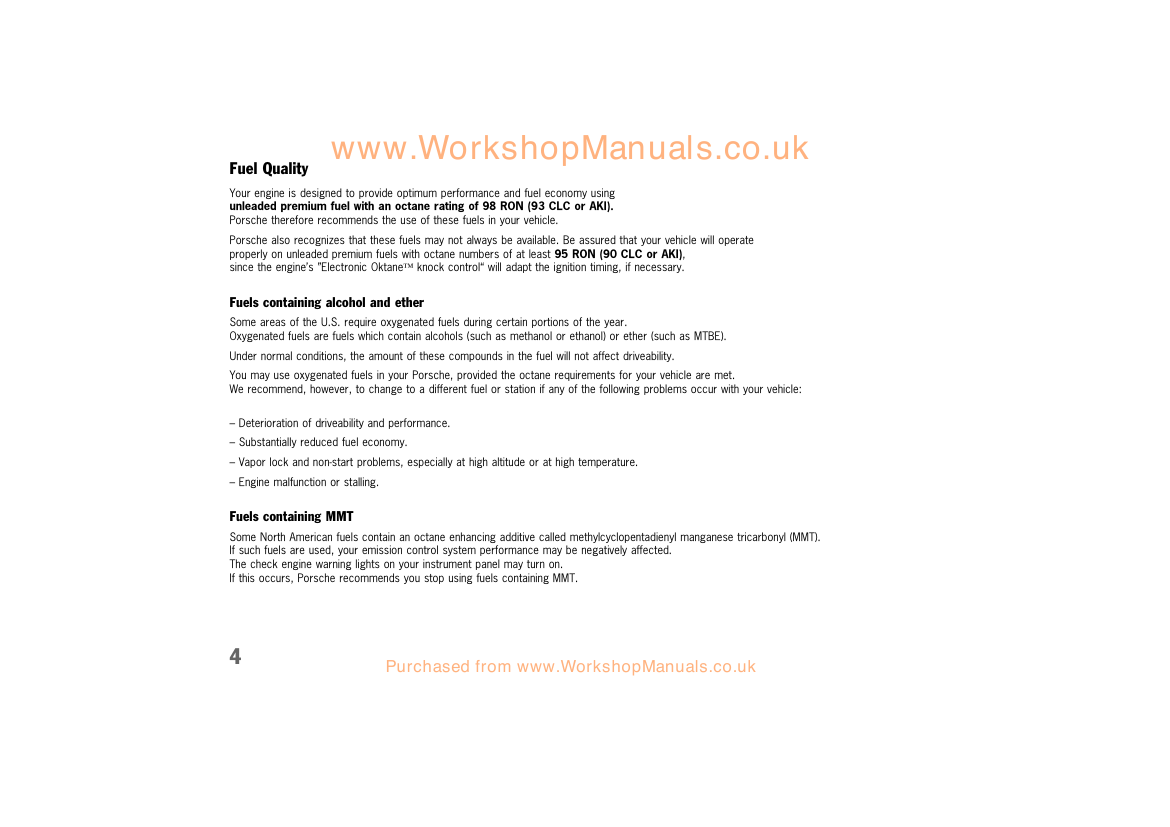 www.WorkshopManuals.co.uk
Fuel Quality
Your engine is designed to provide optimum performance and fuel economy using
unleaded premium fuel with an octane rating of 98 RON (93 CLC or AKI).
Porsche therefore recommends the use of these fuels in your vehicle.
Porsche also recognizes that these fuels may not always be available. Be assured that your vehicle will operate
properly on unleaded premium fuels with octane numbers of at least 95 RON (90 CLC or AKI),
since the engine's "Electronic Oktane™ knock control“ will adapt the ignition timing, if necessary.
Fuels containing alcohol and ether
Some areas of the U.S. require oxygenated fuels during certain portions of the year.
Oxygenated fuels are fuels which contain alcohols (such as methanol or ethanol) or ether (such as MTBE).
Under normal conditions, the amount of these compounds in the fuel will not affect driveability.
You may use oxygenated fuels in your Porsche, provided the octane requirements for your vehicle are met.
We recommend, however, to change to a different fuel or station if any of the following problems occur with your vehicle:
– Deterioration of driveability and performance.
– Substantially reduced fuel economy.
– Vapor lock and non-start problems, especially at high altitude or at high temperature.
– Engine malfunction or stalling.
Fuels containing MMT
Some North American fuels contain an octane enhancing additive called methylcyclopentadienyl manganese tricarbonyl (MMT).
If such fuels are used, your emission control system performance may be negatively affected.
The check engine warning lights on your instrument panel may turn on.
If this occurs, Porsche recommends you stop using fuels containing MMT.
4
Purchased from www.WorkshopManuals.co.uk